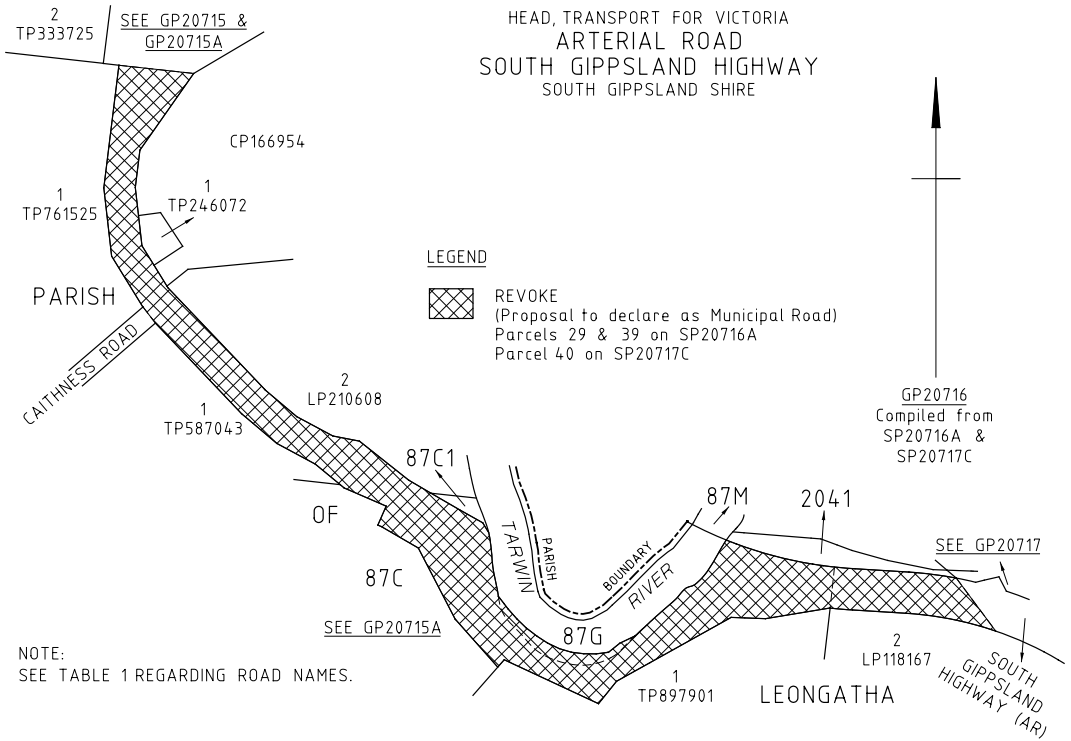 HEAD, TRANSPORT FOR VICTORIA
ARTERIAL ROAD
SOUTH GIPPSLAND HIGHWAY
SOUTH GIPPSLAND SHIRE
2
TP333725
SEE GP20715 &
GP20715A
CP166954
1
TP761525
1
TP246072
PARISH
CAITHNESS ROAD
LEGEND
REVOKE
(Proposal to declare as Municipal Road)
Parcels 29 & 39 on SP20716A
Parcel 40 on SP20717C
GP20716
Compiled from
SP20716A &
SP20717C
2
LP210608
1
TP587043
87C1
OF
87C
SEE GP20715A
TARWIN
PARISH
BOUNDARY
RIVER
87G
87M
2041
SEE GP20717
1
TP897901
LEONGATHA
2
LP118167
SOUTH
GIPPSLAND
HIGHWAY (AR)
NOTE:
SEE TABLE 1 REGARDING ROAD NAMES.